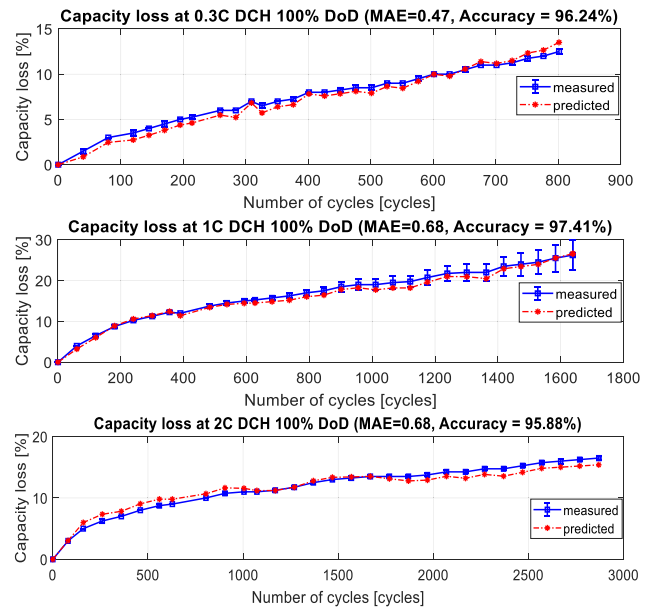 Capacity loss at 0.3C DCH 100% DoD (MAE=0.47, Accuracy = 96.24%)
15
10
5
0
Capacity loss [%]
measured
predicted
0 100 200 300 400 500 600 700 800 900
Number of cycles [cycles]
Capacity loss at 1C DCH 100% DoD (MAE=0.68, Accuracy = 97.41%)
30
20
10
0
Capacity loss [%]
measured
predicted
0 200 400 600 800 1000 1200 1400 1600 1800
Number of cycles [cycles]
Capacity loss at 2C DCH 100% DoD (MAE=0.68, Accuracy = 95.88%)
20
10
0
Capacity loss [%]
measured
predicted
0 500 1000 1500 2000 2500 3000
Number of cycles [cycles]